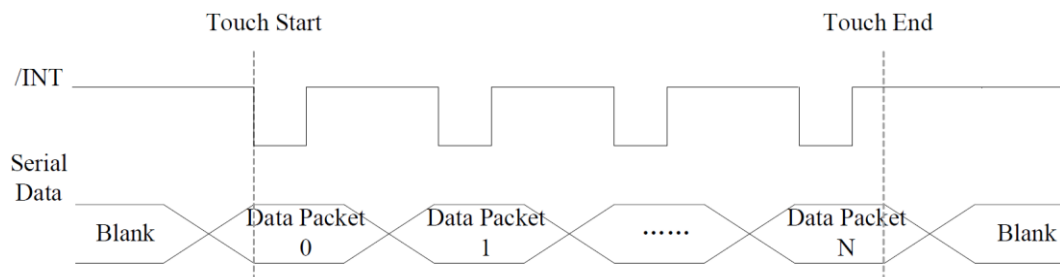 Touch Start
Touch End
/INT
Serial
Data
Blank
Data Packet
0
Data Packet
1
......
Data Packet
N
Blank